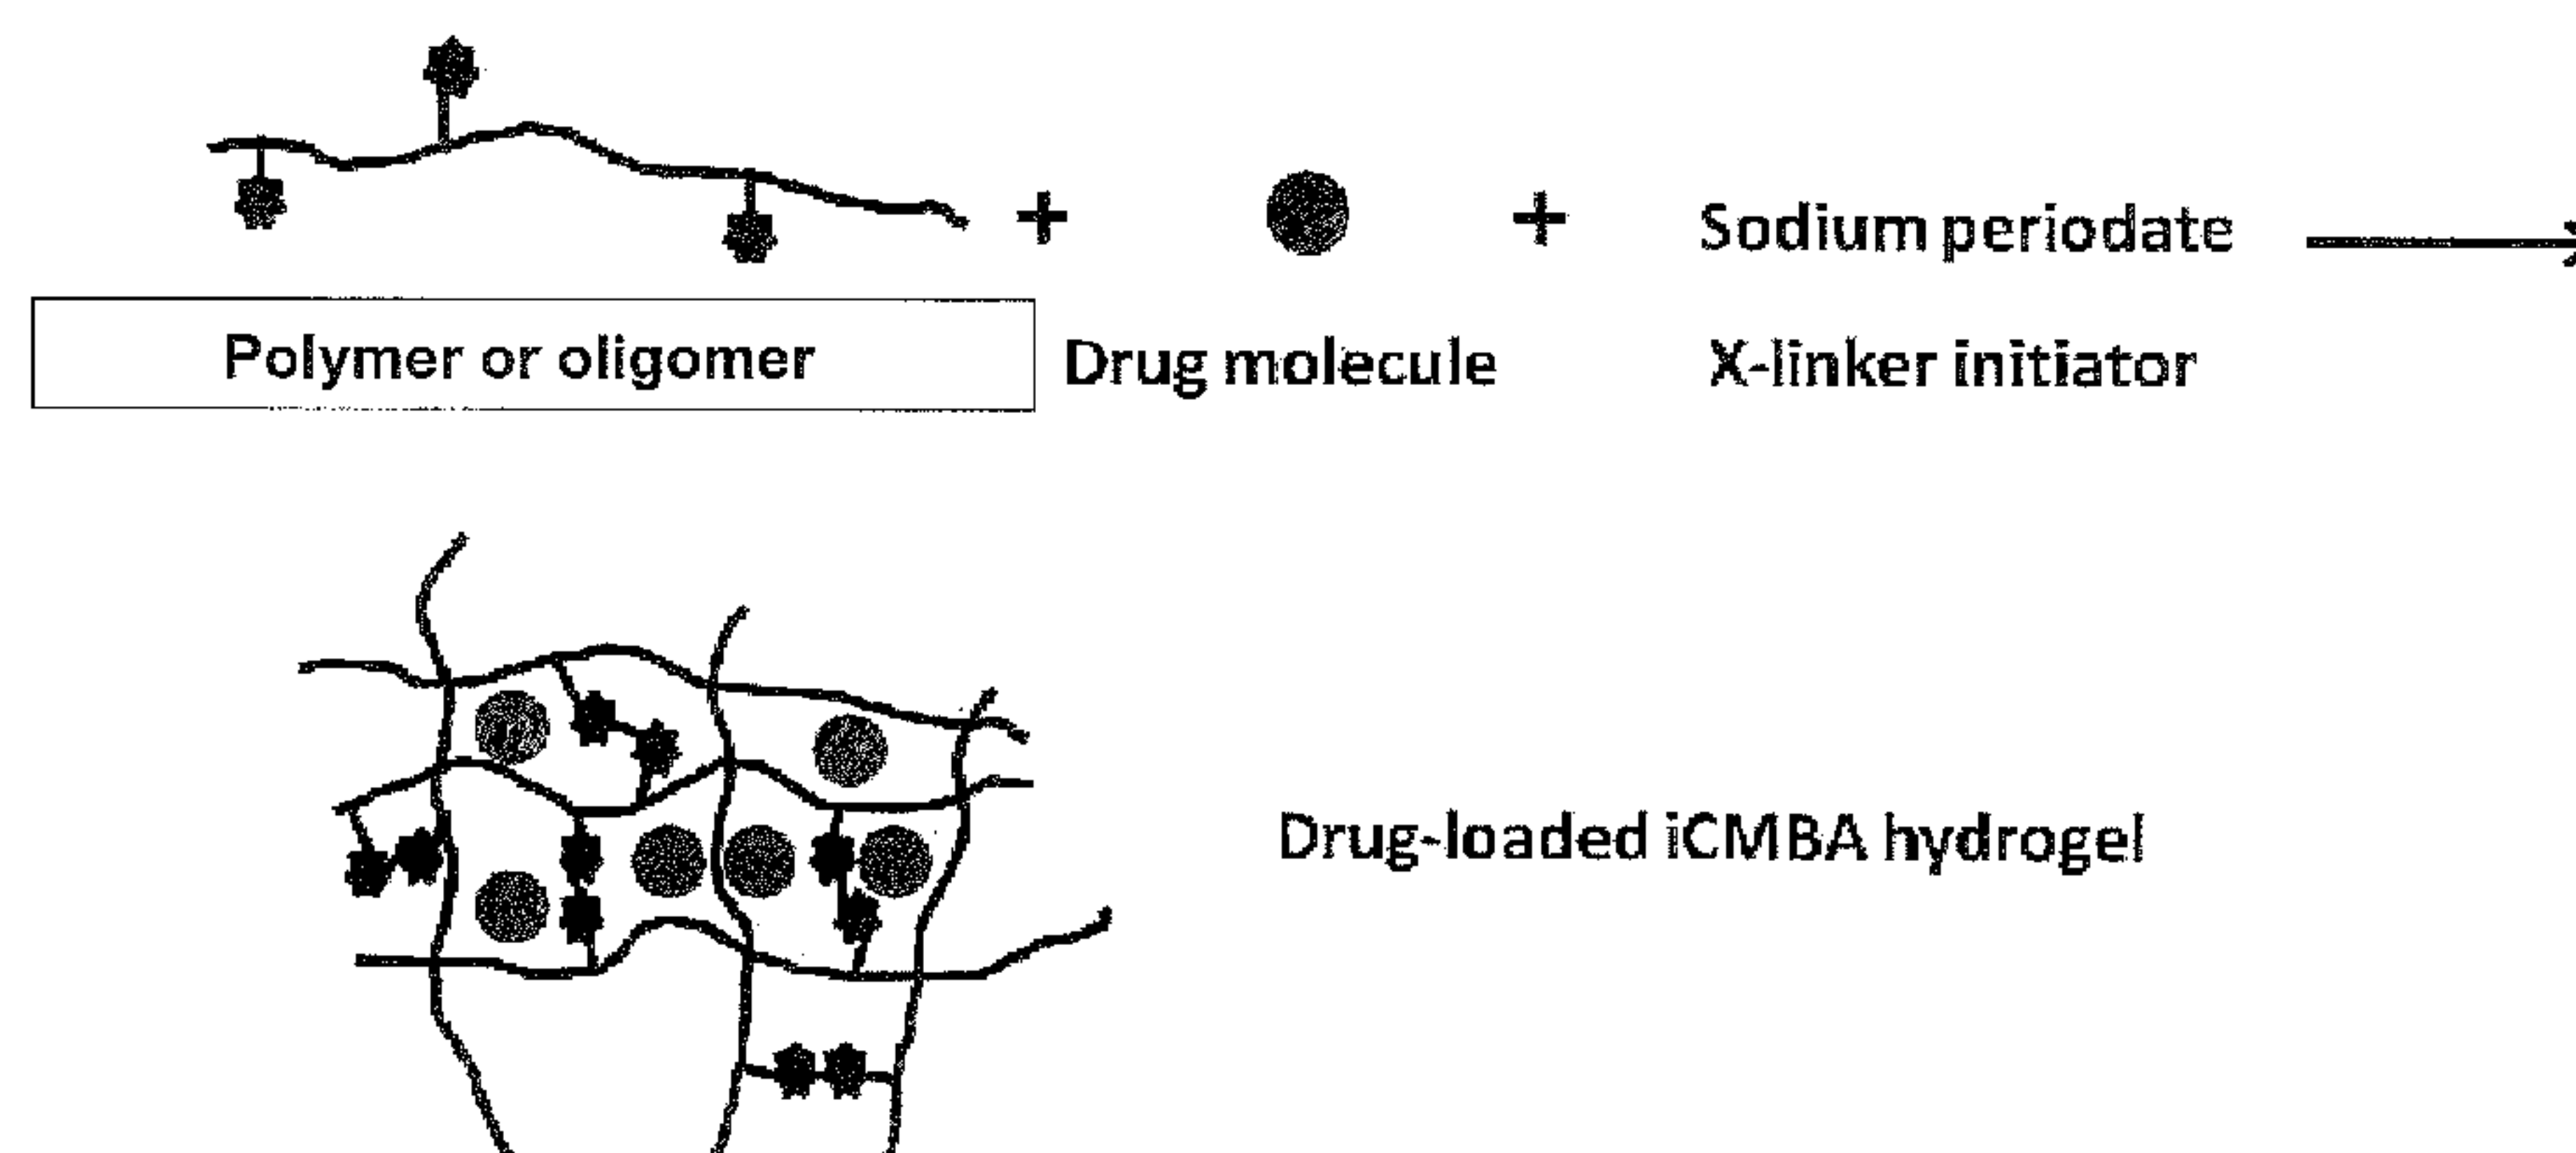 + + Sodium periodate
Polymer or oligomer Drug molecule X-linker initiator
Drug-loaded iCMBA hydrogel